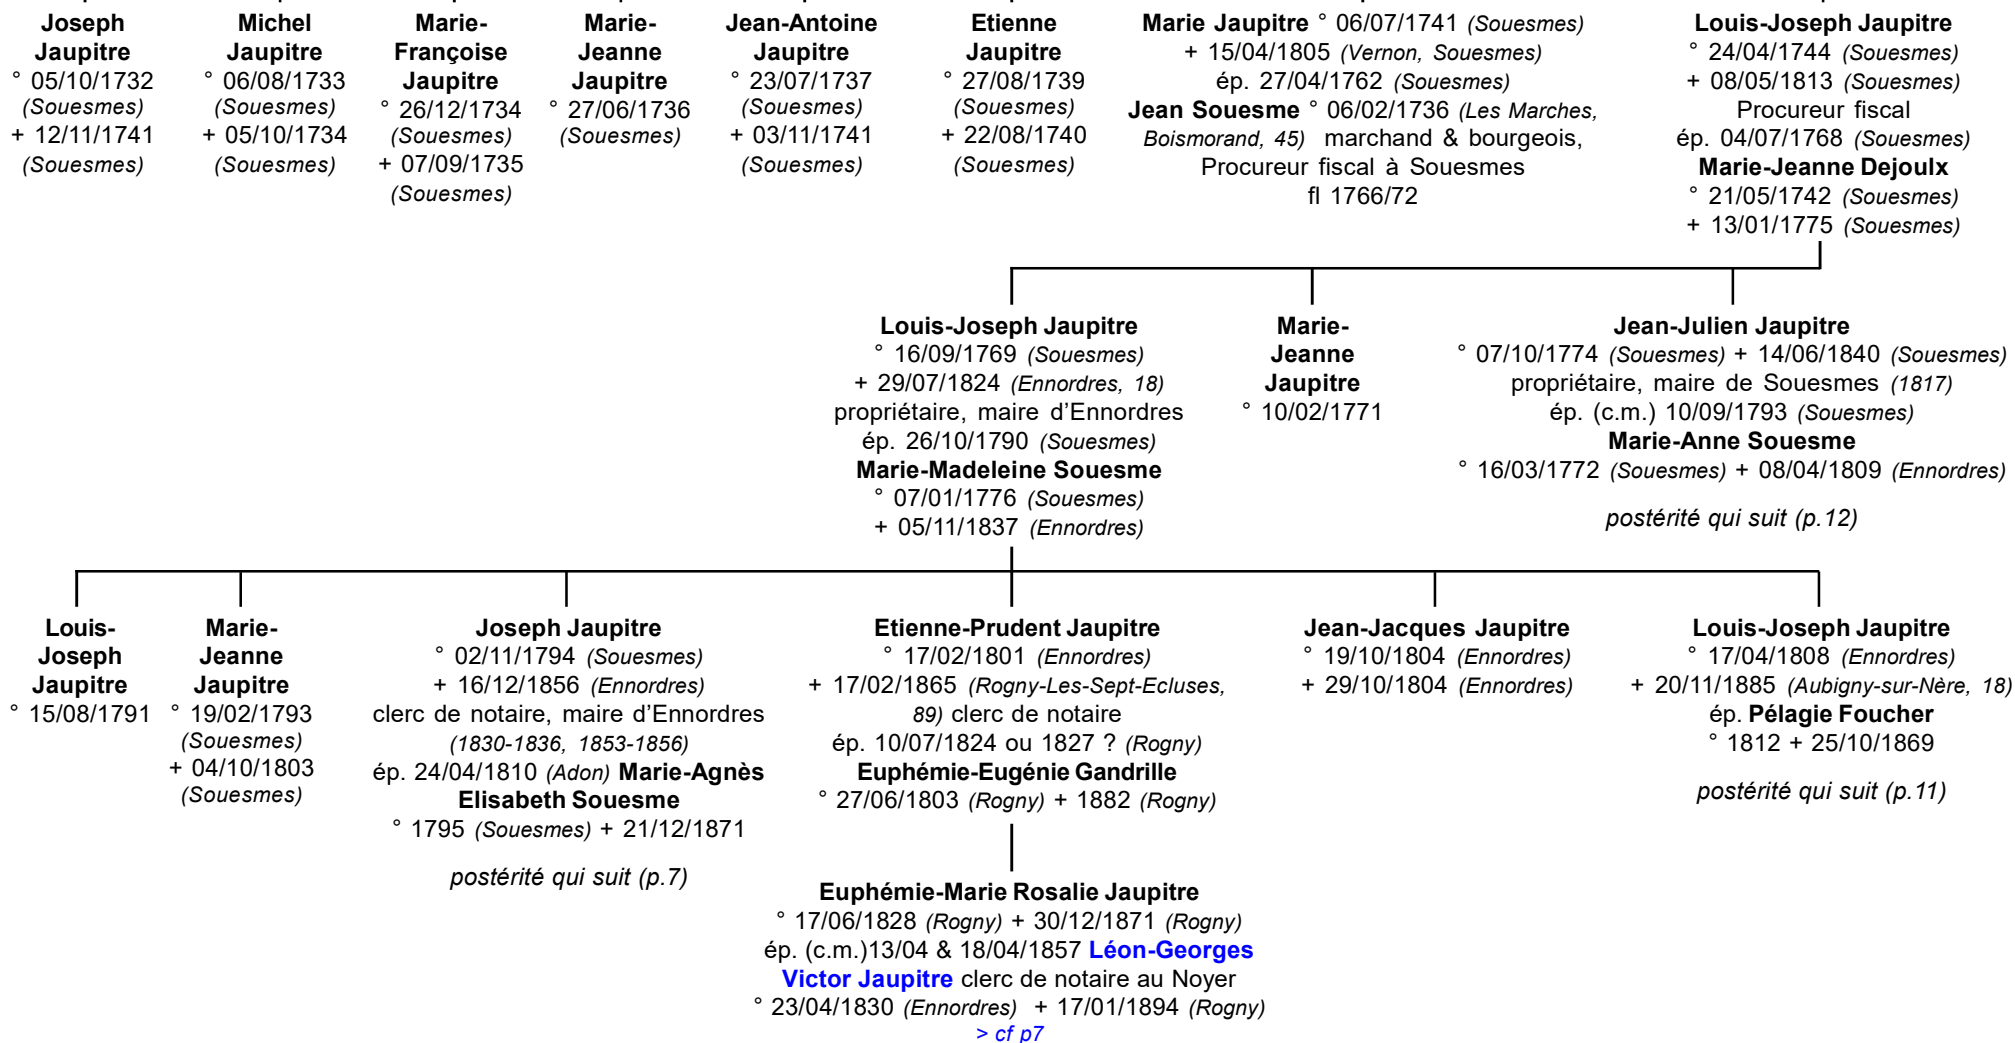 Joseph
Jaupitre
° 05/10/1732
(Souesmes)
+ 12/11/1741
(Souesmes)
Michel
Jaupitre
° 06/08/1733
(Souesmes)
+ 05/10/1734
(Souesmes)
Marie-
Françoise
Jaupitre
° 26/12/1734
(Souesmes)
+ 07/09/1735
(Souesmes)
Marie-
Jeanne
Jaupitre
° 27/06/1736
(Souesmes)
Jean-Antoine
Jaupitre
° 23/07/1737
(Souesmes)
+ 03/11/1741
(Souesmes)
Etienne
Jaupitre
° 27/08/1739
(Souesmes)
+ 22/08/1740
(Souesmes)
Marie Jaupitre ° 06/07/1741 (Souesmes)
+ 15/04/1805 (Vernon, Souesmes)
ép. 27/04/1762 (Souesmes)
Jean Souesme ° 06/02/1736 (Les Marches,
Boismorand, 45) marchand & bourgeois,
Procureur fiscal à Souesmes
fl 1766/72
Louis-Joseph Jaupitre
° 24/04/1744 (Souesmes)
+ 08/05/1813 (Souesmes)
Procureur fiscal
ép. 04/07/1768 (Souesmes)
Marie-Jeanne Dejoulx
° 21/05/1742 (Souesmes)
+ 13/01/1775 (Souesmes)
Louis-Joseph Jaupitre
° 16/09/1769 (Souesmes)
+ 29/07/1824 (Ennordres, 18)
propriétaire, maire d’Ennordres
ép. 26/10/1790 (Souesmes)
Marie-Madeleine Souesme
° 07/01/1776 (Souesmes)
+ 05/11/1837 (Ennordres)
Marie-
Jeanne
Jaupitre
° 10/02/1771
Jean-Julien Jaupitre
° 07/10/1774 (Souesmes) + 14/06/1840 (Souesmes)
propriétaire, maire de Souesmes (1817)
ép. (c.m.) 10/09/1793 (Souesmes)
Marie-Anne Souesme
° 16/03/1772 (Souesmes) + 08/04/1809 (Ennordres)
postérité qui suit (p.12)
Louis-
Joseph
Jaupitre
° 15/08/1791
Marie-
Jeanne
Jaupitre
° 19/02/1793
(Souesmes)
+ 04/10/1803
(Souesmes)
Joseph Jaupitre
° 02/11/1794 (Souesmes)
+ 16/12/1856 (Ennordres)
clerc de notaire, maire d’Ennordres
(1830-1836, 1853-1856)
ép. 24/04/1810 (Adon) Marie-Agnès
Elisabeth Souesme
° 1795 (Souesmes) + 21/12/1871
postérité qui suit (p.7)
Etienne-Prudent Jaupitre
° 17/02/1801 (Ennordres)
+ 17/02/1865 (Rogny-Les-Sept-Ecluses,
89) clerc de notaire
ép. 10/07/1824 ou 1827 ? (Rogny)
Euphémie-Eugénie Gandrille
° 27/06/1803 (Rogny) + 1882 (Rogny)
Jean-Jacques Jaupitre
° 19/10/1804 (Ennordres)
+ 29/10/1804 (Ennordres)
Louis-Joseph Jaupitre
° 17/04/1808 (Ennordres)
+ 20/11/1885 (Aubigny-sur-Nère, 18)
ép. Pélagie Foucher
° 1812 + 25/10/1869
postérité qui suit (p.11)
Euphémie-Marie Rosalie Jaupitre
° 17/06/1828 (Rogny) + 30/12/1871 (Rogny)
ép. (c.m.)13/04 & 18/04/1857 Léon-Georges
Victor Jaupitre clerc de notaire au Noyer
° 23/04/1830 (Ennordres) + 17/01/1894 (Rogny)
> cf p7